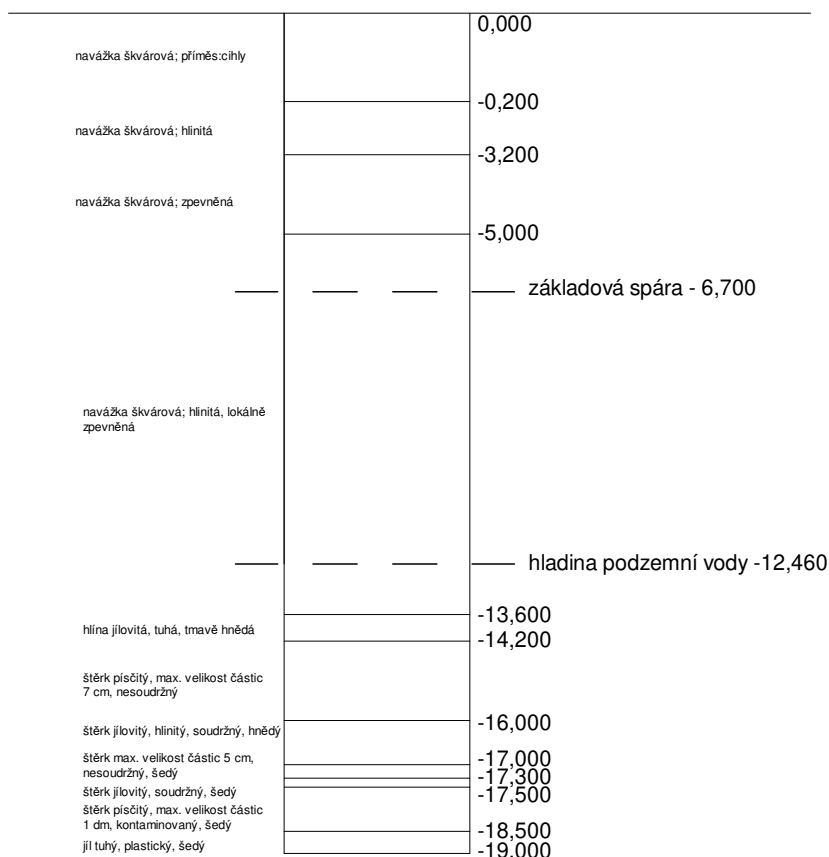 0,000
navážka škvárová; příměs:cihly
-0,200
navážka škvárová; hlinitá
-3,200
navážka škvárová; zpevněná
-5,000
základová spára - 6,700
navážka škvárová; hlinitá, lokálně
zpevněná
hladina podzemní vody -12,460
-13,600
hlína jílovitá, tuhá, tmavě hnědá
-14,200
štěrk písčitý, max. velikost částic
7 cm, nesoudržný
-16,000
štěrk jílovitý, hlinitý, soudržný, hnědý
-17,000
štěrk max. velikost částic 5 cm,
nesoudržný, šedý
-17,300
štěrk jílovitý, soudržný, šedý
-17,500
štěrk písčitý, max. velikost částic
1 dm, kontaminovaný, šedý
-18,500
jíl tuhý, plastický, šedý
-19,000